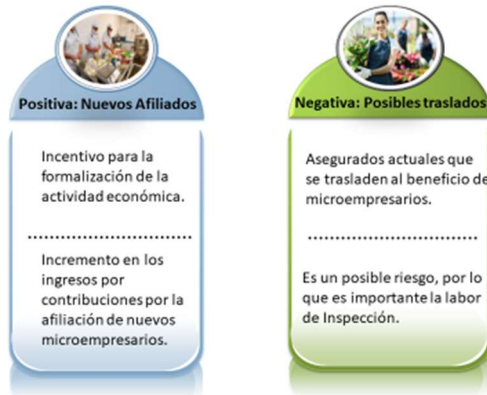 Positiva: Nuevos Afiliados
Incentivo para la
formalización de la
actividad económica.
Incremento en los
ingresos por
contribuciones por la
afiliación de nuevos
microempresarios.
Negativa: Posibles traslados
Asegurados actuales que
se trasladen al beneficio de
microempresarios.
Es un posible riesgo, por lo
que es importante la labor
de Inspección.